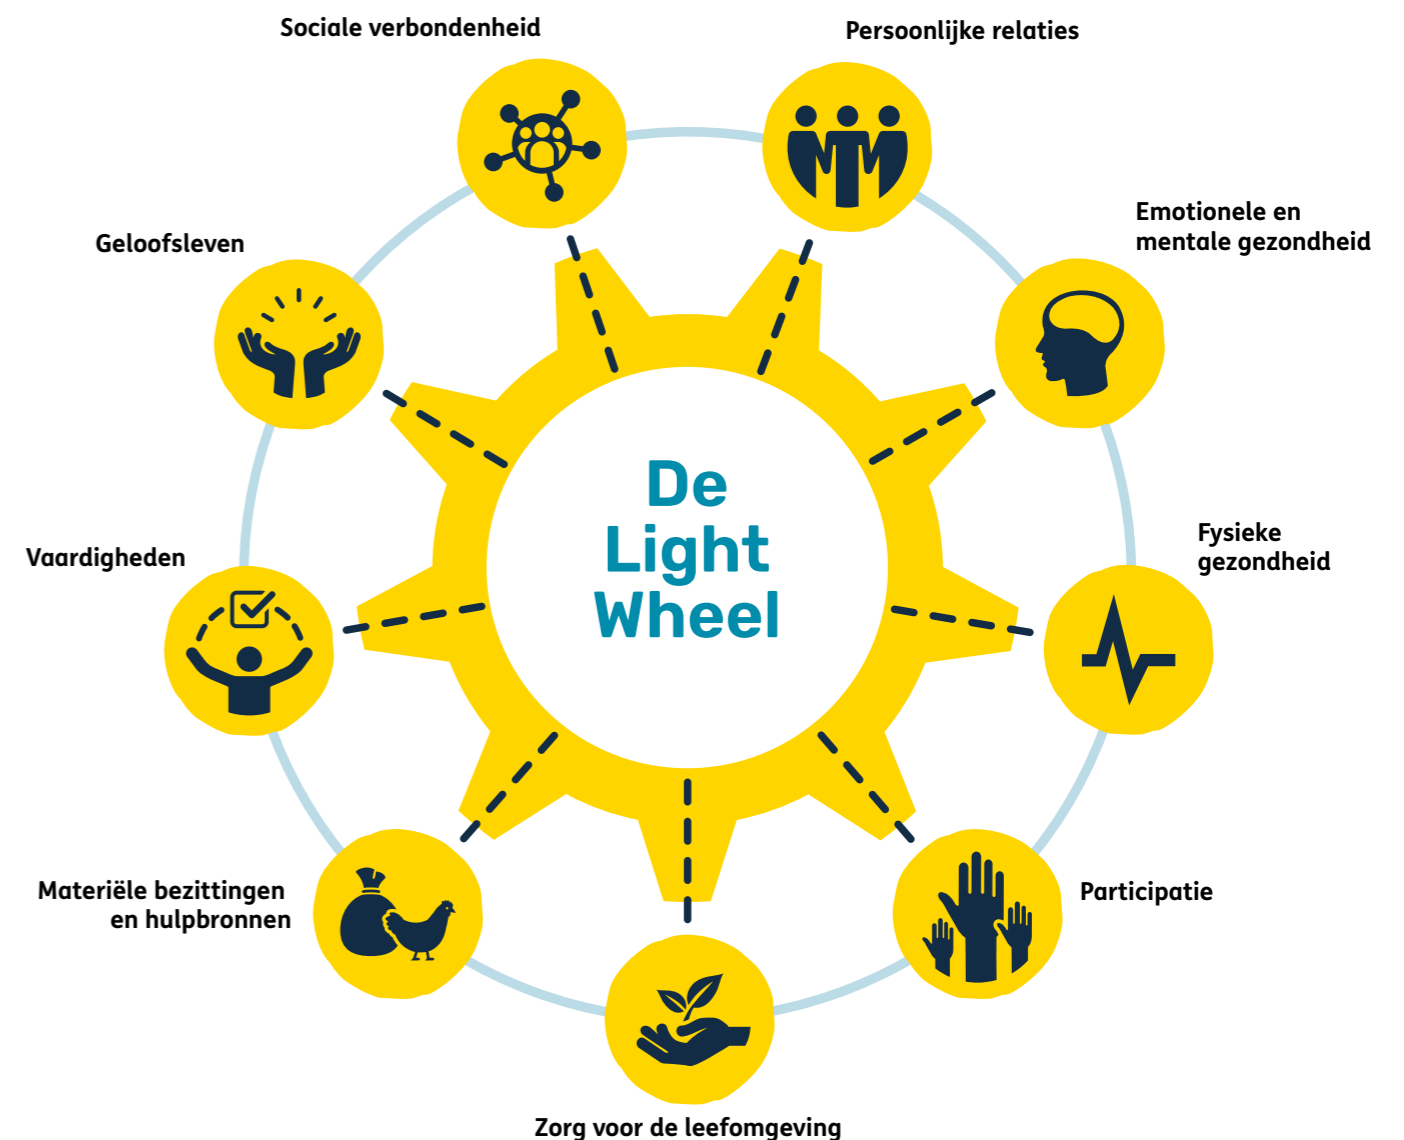 Sociale verbondenheid
Persoonlijke relaties
Emotionele en
mentale gezondheid
Geloofsleven
De
Light
Wheel
Fysieke
gezondheid
Vaardigheden
Materiële bezittingen
en hulpbronnen
Participatie
Zorg voor de leefomgeving